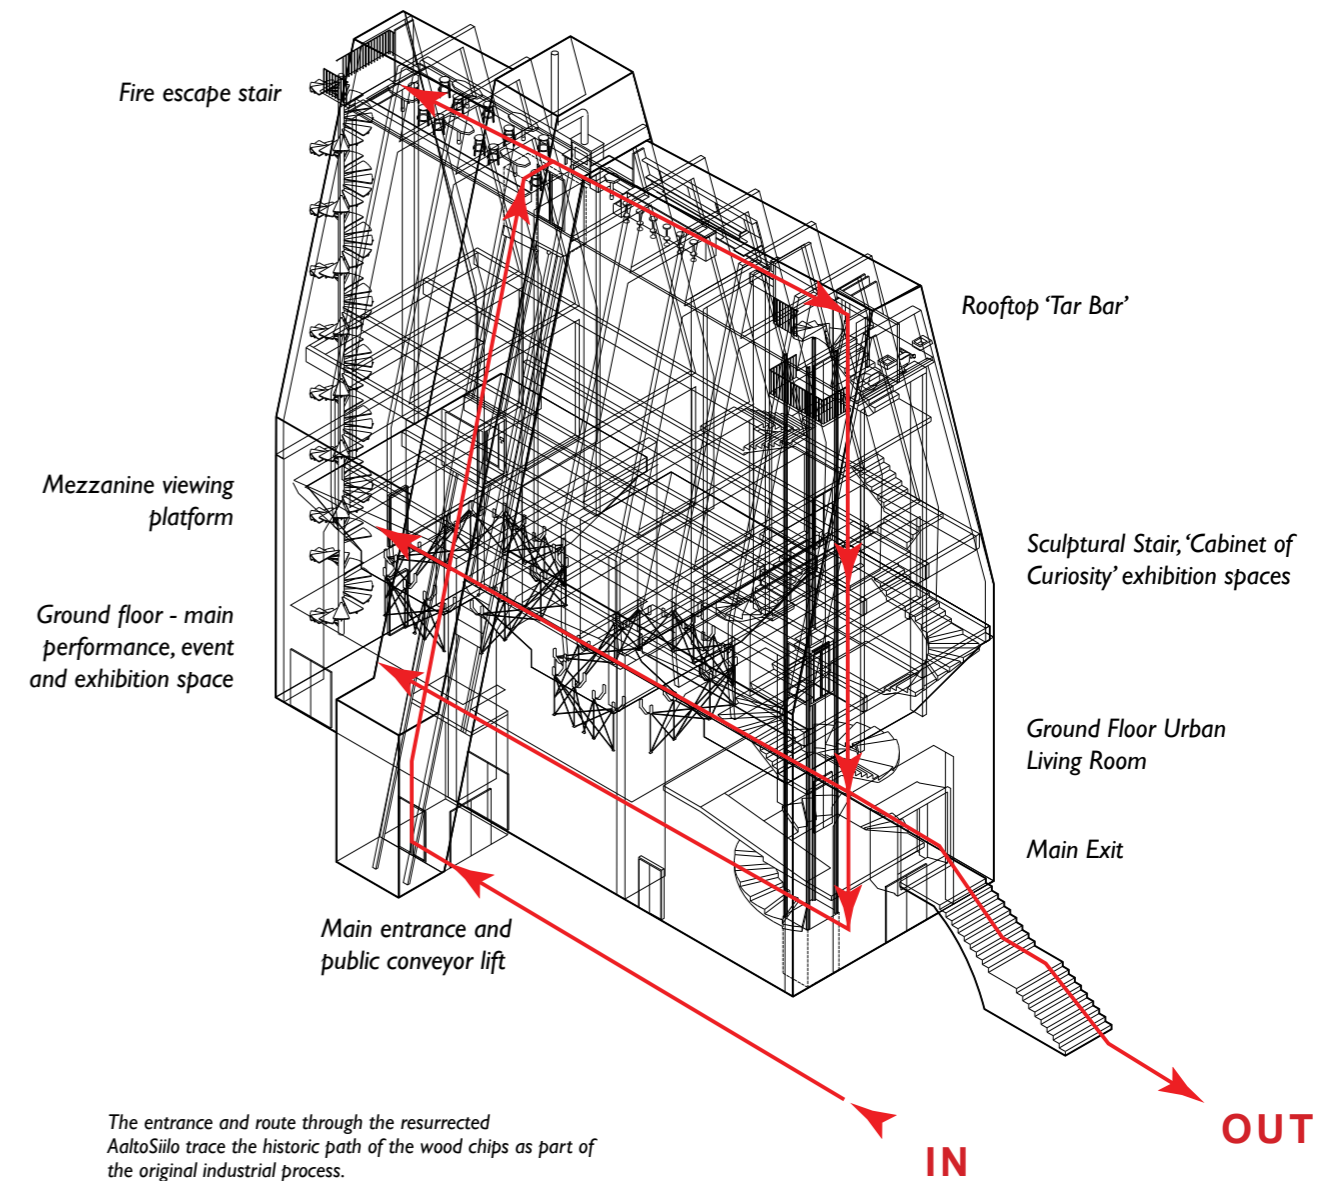 Fire escape stair
Rooftop ‘Tar Bar’
Mezzanine viewing
platform
Sculptural Stair, ‘Cabinet of
Curiosity’ exhibition spaces
Ground floor - main
performance, event
and exhibition space
Ground Floor Urban
Living Room
Main Exit
Main entrance and
public conveyor lift
The entrance and route through the resurrected
AaltoSiilo trace the historic path of the wood chips as part of
the original industrial process.
IN
OUT